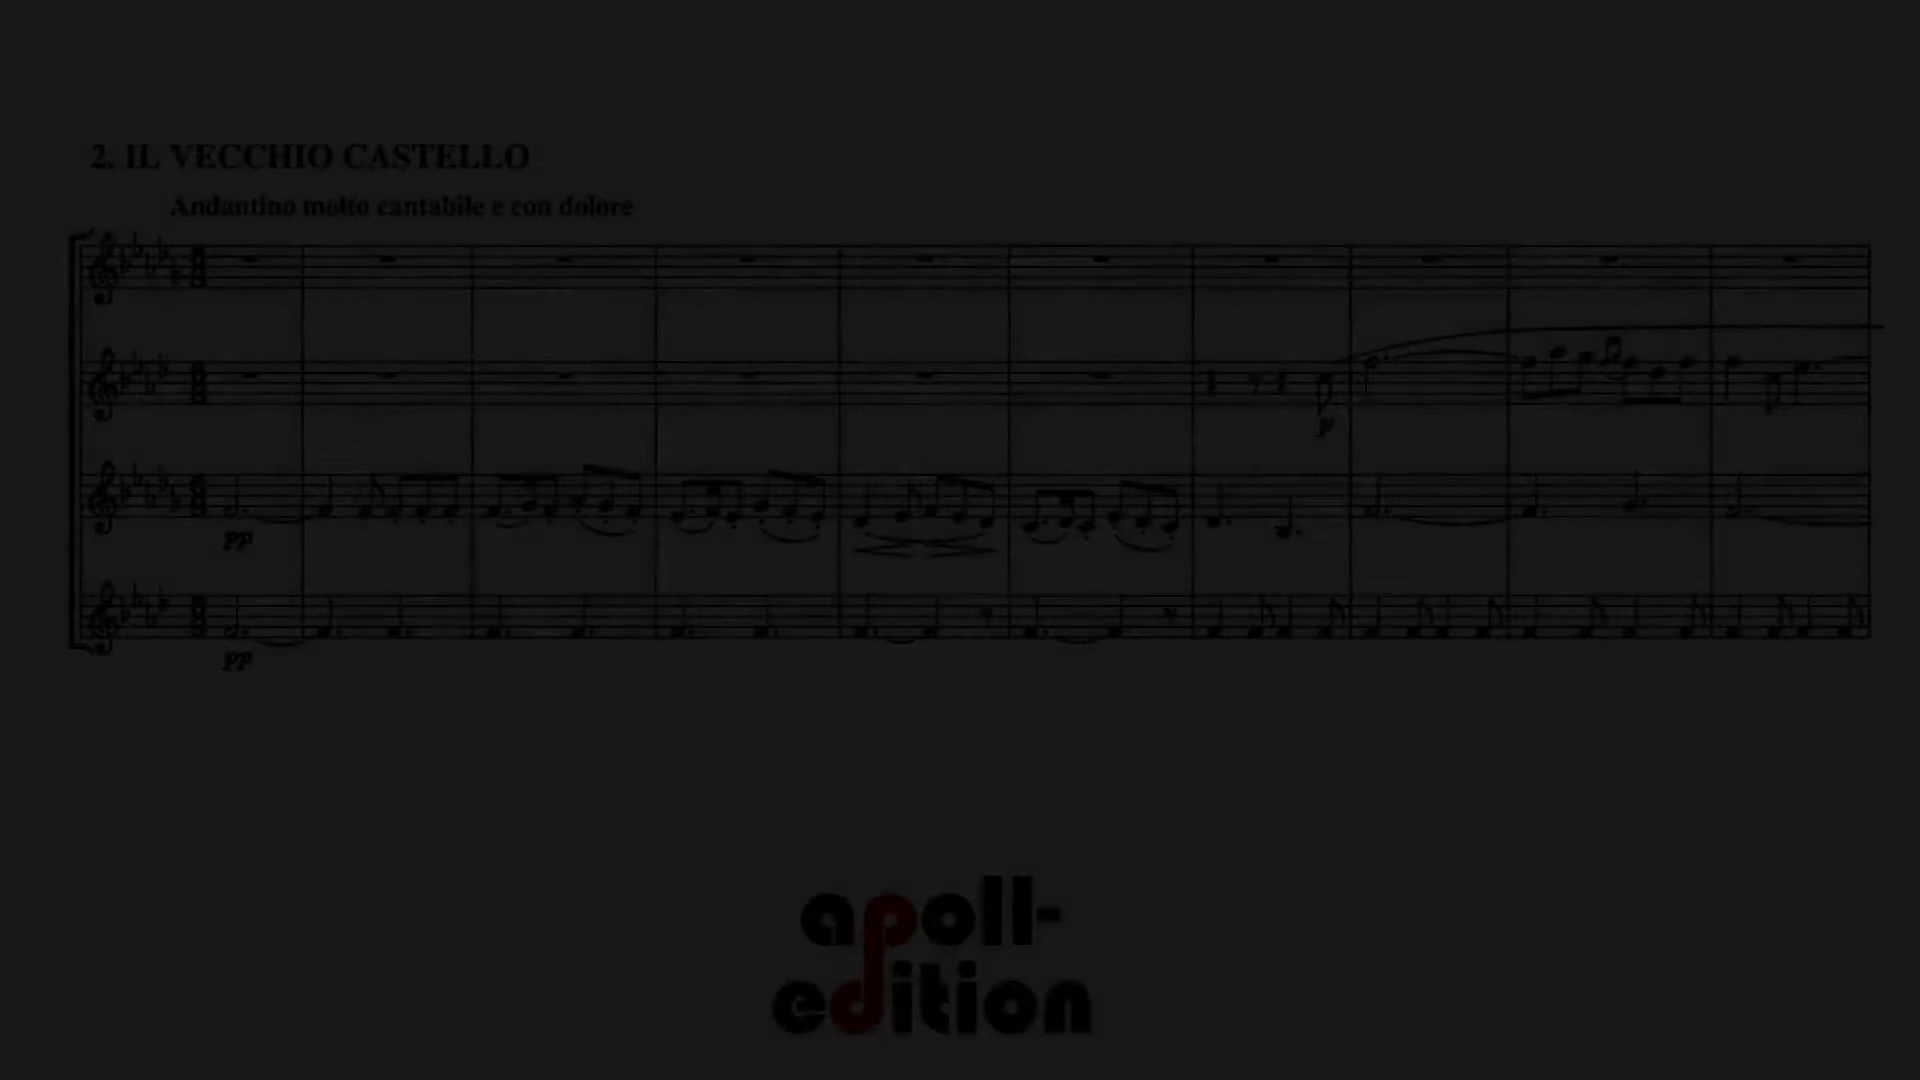 2. IL VECCHIO CASTELLO
Andantino molto cantabile e con dolore
p
pp
pp
apoll-
edition